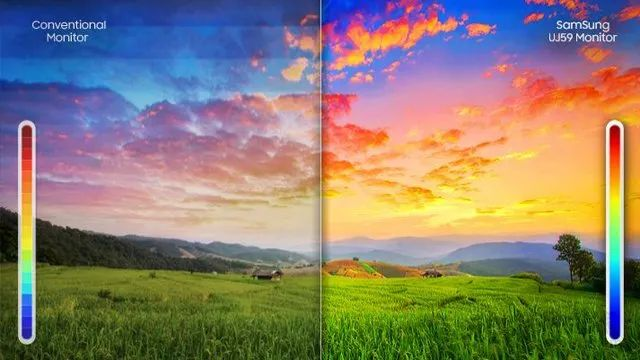 Conventional
Monitor
SamSung
UJ59 Monitor